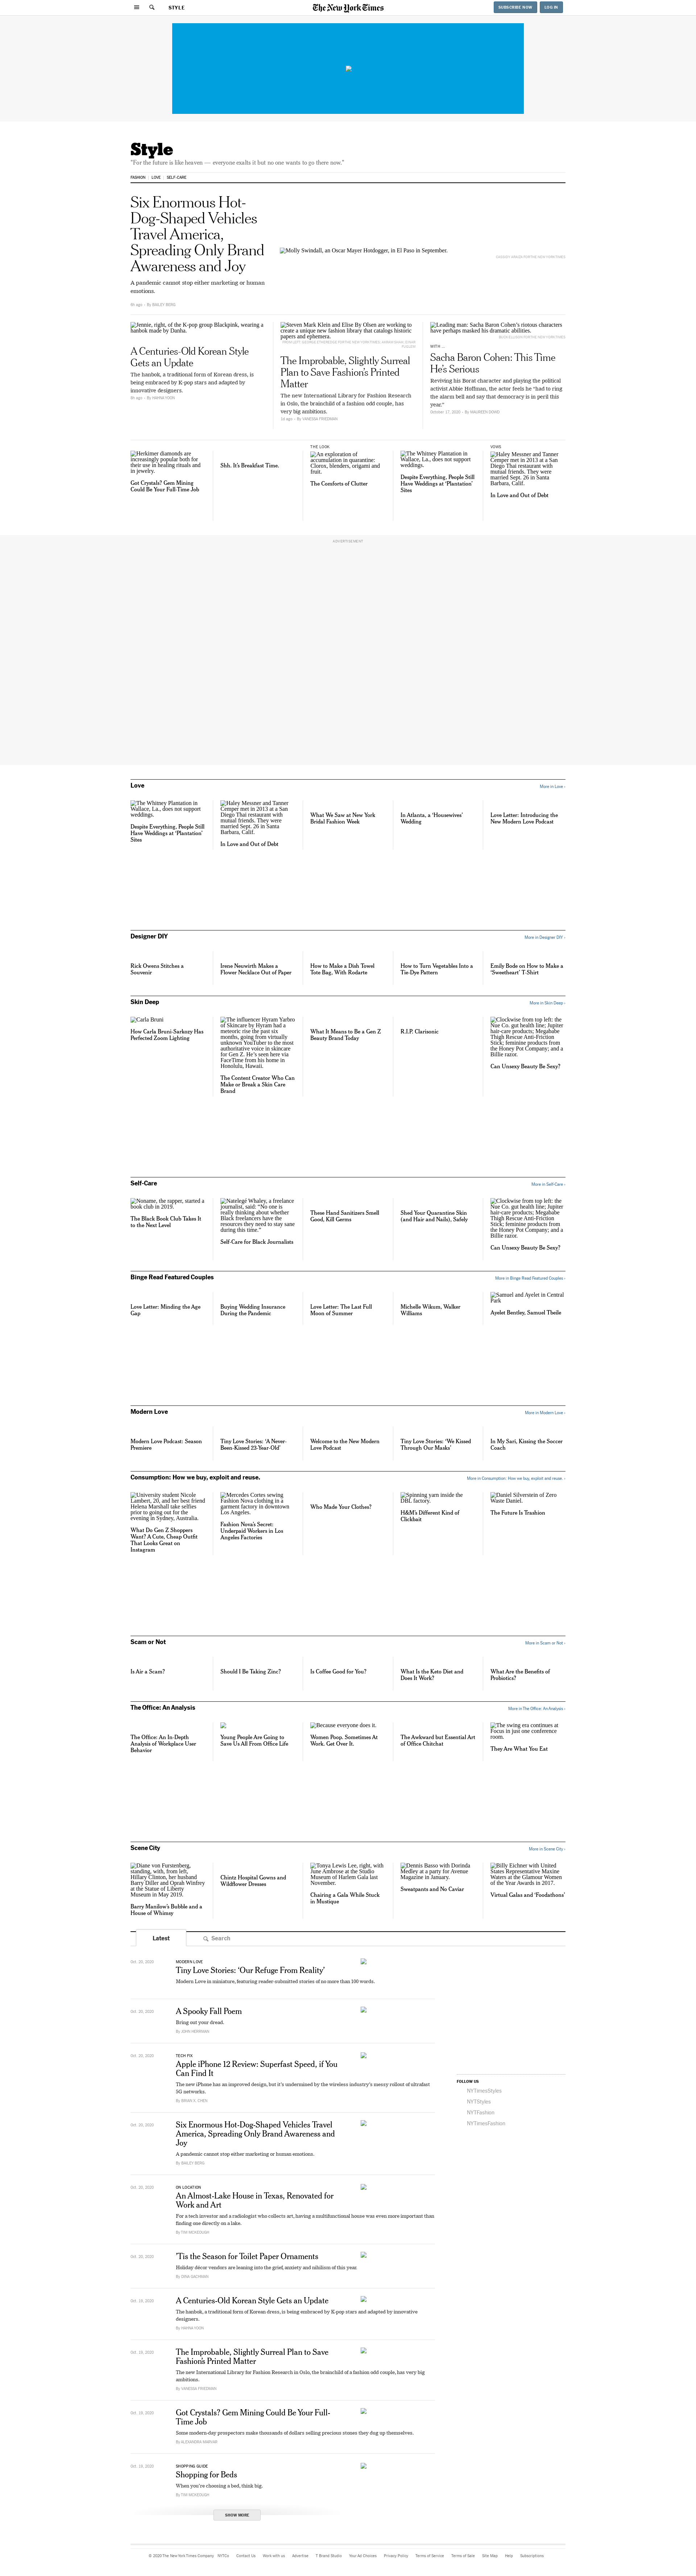 STYLE
The New York Times
SUBSCRIBE NOW
LOG IN
Style
"For the future is like heaven — everyone exalts it but no one wants to go there now."
FASHION
LOVE
SELF-CARE
Six Enormous Hot-
Dog-Shaped Vehicles
Travel America,
Spreading Only Brand
Awareness and Joy
A pandemic cannot stop either marketing or human
emotions.
By BAILEY BERG
Molly Swindall, an Oscar Mayer Hotdogger, in El Paso in September.
Jennie, right, of the K-pop group Blackpink, wearing a
hanbok made by Danha.
A Centuries-Old Korean Style
Gets an Update
The hanbok, a traditional form of Korean dress, is
being embraced by K-pop stars and adapted by
innovative designers.
Steven Mark Klein and Elise By Olsen are working to
create a unique new fashion library that contains historic
papers and ephemera.
The Improbable, Slightly Surreal
Plan to Save Fashion's Printed
Matter
The new International Library for Fashion Research
in Oslo, the brainchild of a fashion odd couple, has
very big ambitions.
1d ago - By VANESSA FRIEDMAN
Leading man: Sacha Baron Cohen's riotous characters
have perhaps masked his dramatic abilities.
WITH ...
Sacha Baron Cohen: This Time
He's Serious
Reviving his Borat character and playing the political
activist Abbie Hoffman, the actor feels he "had to ring
the alarm bell and say that democracy is in peril this
year."
October 17, 2020 - By MAUREEN DOWD
Herkimer diamonds are
increasingly popular both for
their use in healing rituals and
in jewelry.
Got Crystals? Gem Mining
Could Be Your Full-Time Job
Shh. It's Breakfast Time.
THE LOOK
An exploration of
accumulation in quarantine:
Clorox, blenders, origami and
fruit.
The Comforts of Clutter
The Whitney Plantation in
Wallace, La., does not support
weddings.
Despite Everything, People Still
Have Weddings at 'Plantation'
Sites
VOWS
Haley Messner and Tanner
Cemper met in 2013 at a San
Diego Thai restaurant with
mutual friends. They were
married Sept. 26 in Santa
Barbara, Calif.
In Love and Out of Debt
ADVERTISEMENT
Love
More in Love ›
The Whitney Plantation in
Wallace, La., does not support
weddings.
Despite Everything, People Still
Have Weddings at 'Plantation'
Sites
Haley Messner and Tanner
Cemper met in 2013 at a San
Diego Thai restaurant with
mutual friends. They were
married Sept. 26 in Santa
Barbara, Calif.
In Love and Out of Debt
What We Saw at New York
Bridal Fashion Week
In Atlanta, a 'Housewives'
Wedding
Love Letter: Introducing the
New Modern Love Podcast
Designer DIY
More in Designer DIY ›
Rick Owens Stitches a
Souvenir
Irene Neuwirth Makes a
Flower Necklace Out of Paper
How to Make a Dish Towel
Tote Bag, With Rodarte
How to Turn Vegetables Into a
Tie-Dye Pattern
Emily Bode on How to Make a
'Sweetheart' T-Shirt
Skin Deep
More in Skin Deep ›
Carla Bruni
How Carla Bruni-Sarkozy Has
Perfected Zoom Lighting
The influencer Hyram Yarbro
of Skincare by Hyram had a
meteoric rise the past six
months, going from virtually
unknown YouTuber to the most
authoritative voice in skincare
for Gen Z. He's seen here via
FaceTime from his home in
Honolulu, Hawaii.
The Content Creator Who Can
Make or Break a Skin Care
Brand
What It Means to Be a Gen Z
Beauty Brand Today
R.I.P. Clarisonic
Clockwise from top left: the
Nue Co. gut health line; Jupiter
hair-care products; Megababe
Thigh Rescue Anti-Friction
Stick; feminine products from
the Honey Pot Company; and a
Billie razor.
Can Unsexy Beauty Be Sexy?
Self-Care
More in Self-Care ›
Noname, the rapper, started a
book club in 2019.
The Black Book Club Takes It
to the Next Level
Natelegé Whaley, a freelance
journalist, said: "No one is
really thinking about whether
Black freelancers have the
resources they need to stay sane
during this time."
Self-Care for Black Journalists
These Hand Sanitizers Smell
Good, Kill Germs
Shed Your Quarantine Skin
(and Hair and Nails), Safely
Clockwise from top left: the
Nue Co. gut health line; Jupiter
hair-care products; Megababe
Thigh Rescue Anti-Friction
Stick; feminine products from
the Honey Pot Company; and a
Billie razor.
Can Unsexy Beauty Be Sexy?
Binge Read Featured Couples
More in Binge Read Featured Couples ›
Love Letter: Minding the Age
Gap
Buying Wedding Insurance
During the Pandemic
Love Letter: The Last Full
Moon of Summer
Michelle Wikum, Walker
Williams
Samuel and Ayelet in Central
Park
Ayelet Bentley, Samuel Theile
Modern Love
More in Modern Love ›
Modern Love Podcast: Season
Premiere
Tiny Love Stories: 'A Never-
Been-Kissed 23-Year-Old'
Welcome to the New Modern
Love Podcast
Tiny Love Stories: 'We Kissed
Through Our Masks'
In My Sari, Kissing the Soccer
Coach
Consumption: How we buy, exploit and reuse.
More in Consumption: How we buy, exploit and reuse. ›
University student Nicole
Lambert, 20, and her best friend
Helena Marshall take selfies
prior to going out for the
evening in Sydney, Australia.
What Do Gen Z Shoppers
Want? A Cute, Cheap Outfit
That Looks Great on
Instagram
Mercedes Cortes sewing
Fashion Nova clothing in a
garment factory in downtown
Los Angeles.
Fashion Nova's Secret:
Underpaid Workers in Los
Angeles Factories
Who Made Your Clothes?
Spinning yarn inside the
DBL factory.
H&M's Different Kind of
Clickbait
Daniel Silverstein of Zero
Waste Daniel.
The Future Is Trashion
Scam or Not
More in Scam or Not ›
Is Air a Scam?
Should I Be Taking Zinc?
Is Coffee Good for You?
What Is the Keto Diet and
Does It Work?
What Are the Benefits of
Probiotics?
The Office: An Analysis
More in The Office: An Analysis ›
The Office: An In-Depth
Analysis of Workplace User
Behavior
Young People Are Going to
Save Us All From Office Life
Because everyone does it.
Women Poop. Sometimes At
Work. Get Over It.
The Awkward but Essential Art
of Office Chitchat
The swing era continues at
Focus in just one conference
room.
They Are What You Eat
Scene City
More in Scene City ›
Diane von Furstenberg,
standing, with, from left,
Hillary Clinton, her husband
Barry Diller and Oprah Winfrey
at the Statue of Liberty
Museum in May 2019.
Barry Manilow's Bubble and a
House of Whimsy
Chintz Hospital Gowns and
Wildflower Dresses
Tonya Lewis Lee, right, with
June Ambrose at the Studio
Museum of Harlem Gala last
November.
Chairing a Gala While Stuck
in Mustique
Dennis Basso with Dorinda
Medley at a party for Avenue
Magazine in January.
Sweatpants and No Caviar
Billy Eichner with United
States Representative Maxine
Waters at the Glamour Women
of the Year Awards in 2017.
Virtual Galas and 'Foodathons'
Latest
Search
Oct. 20, 2020
MODERN LOVE
Tiny Love Stories: 'Our Refuge From Reality'
Modern Love in miniature, featuring reader-submitted stories of no more than 100 words.
Oct. 20, 2020
A Spooky Fall Poem
Bring out your dread.
By JOHN HERRMAN
Oct. 20, 2020
TECH FIX
Apple iPhone 12 Review: Superfast Speed, if You
Can Find It
The new iPhone has an improved design, but it's undermined by the wireless industry's messy rollout of ultrafast
5G networks.
By BRIAN X. CHEN
Oct. 20, 2020
Six Enormous Hot-Dog-Shaped Vehicles Travel
America, Spreading Only Brand Awareness and
Joy
A pandemic cannot stop either marketing or human emotions.
By BAILEY BERG
Oct. 20, 2020
ON LOCATION
An Almost-Lake House in Texas, Renovated for
Work and Art
For a tech investor and a radiologist who collects art, having a multifunctional house was even more important than
finding one directly on a lake.
By TIM MCKEOUGH
Oct. 20, 2020
'Tis the Season for Toilet Paper Ornaments
Holiday décor vendors are leaning into the grief, anxiety and nihilism of this year.
Oct. 19, 2020
A Centuries-Old Korean Style Gets an Update
The hanbok, a traditional form of Korean dress, is being embraced by K-pop stars and adapted by innovative
designers.
Oct. 19, 2020
The Improbable, Slightly Surreal Plan to Save
Fashion's Printed Matter
The new International Library for Fashion Research in Oslo, the brainchild of a fashion odd couple, has very big
ambitions.
By VANESSA FRIEDMAN
Oct. 19, 2020
Got Crystals? Gem Mining Could Be Your Full-
Time Job
Some modern-day prospectors make thousands of dollars selling precious stones they dug up themselves.
Oct. 19, 2020
SHOPPING GUIDE
Shopping for Beds
When you're choosing a bed, think big.
By TIM MCKEOUGH
SHOW MORE
FOLLOW US
NYTimesStyles
NYTStyles
NYTFashion
NYTimesFashion
© 2020 The New York Times Company
NYTCo
Contact Us
Work with us
Advertise
T Brand Studio
Your Ad Choices
Privacy Policy
Terms of Service
Terms of Sale
Site Map
Help
Subscriptions